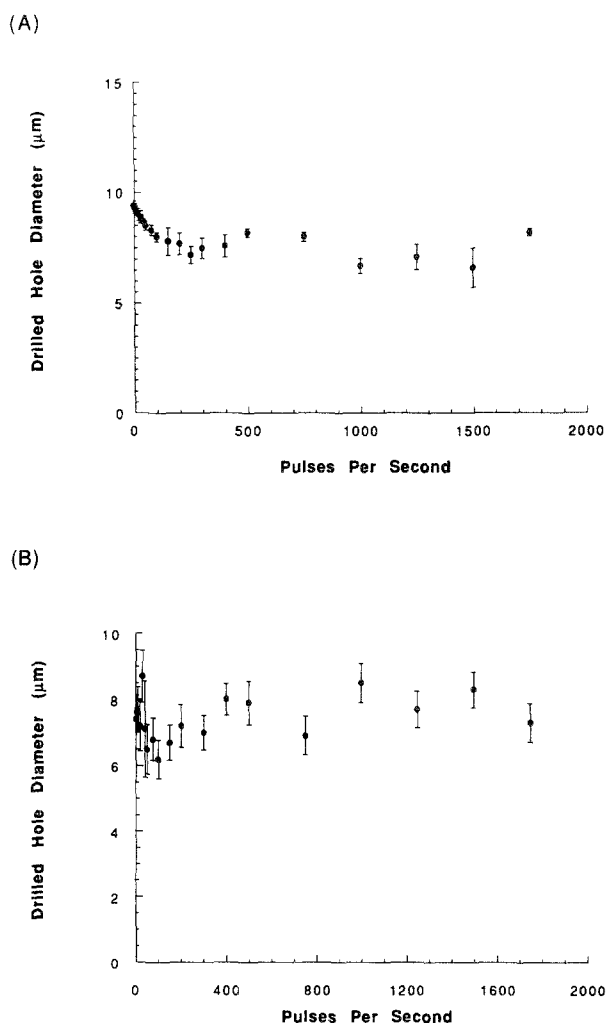 (A)
15
10
5
0
Drilled Hole Diameter (μm)
0 500 1000 1500 2000
Pulses Per Second
(B)
10
8
6
4
2
0
Drilled Hole Diameter (μm)
0 400 800 1200 1600 2000
Pulses Per Second